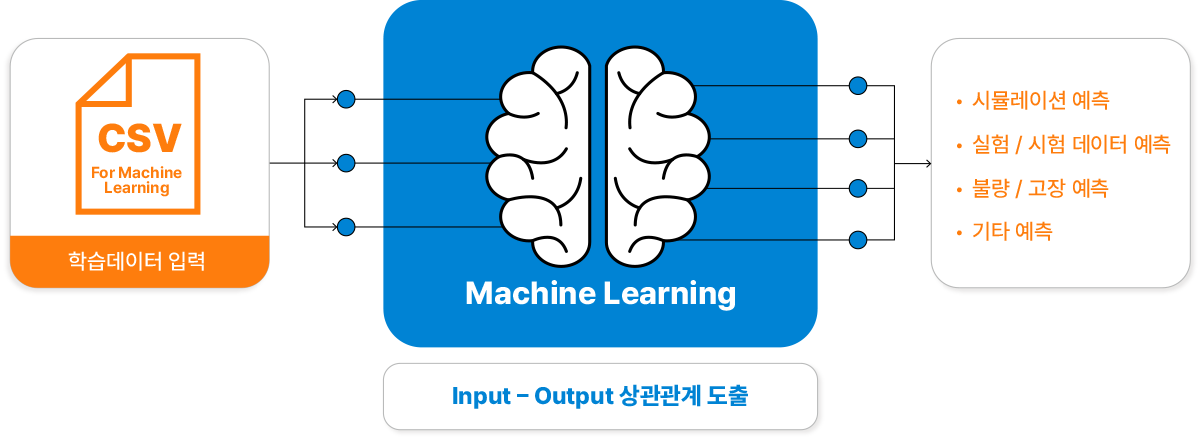 CSV
For Machine
Learning
학습데이터 입력
Machine Learning
Input – Output 상관관계 도출
• 시뮬레이션 예측
• 실험 / 시험 데이터 예측
• 불량 / 고장 예측
• 기타 예측